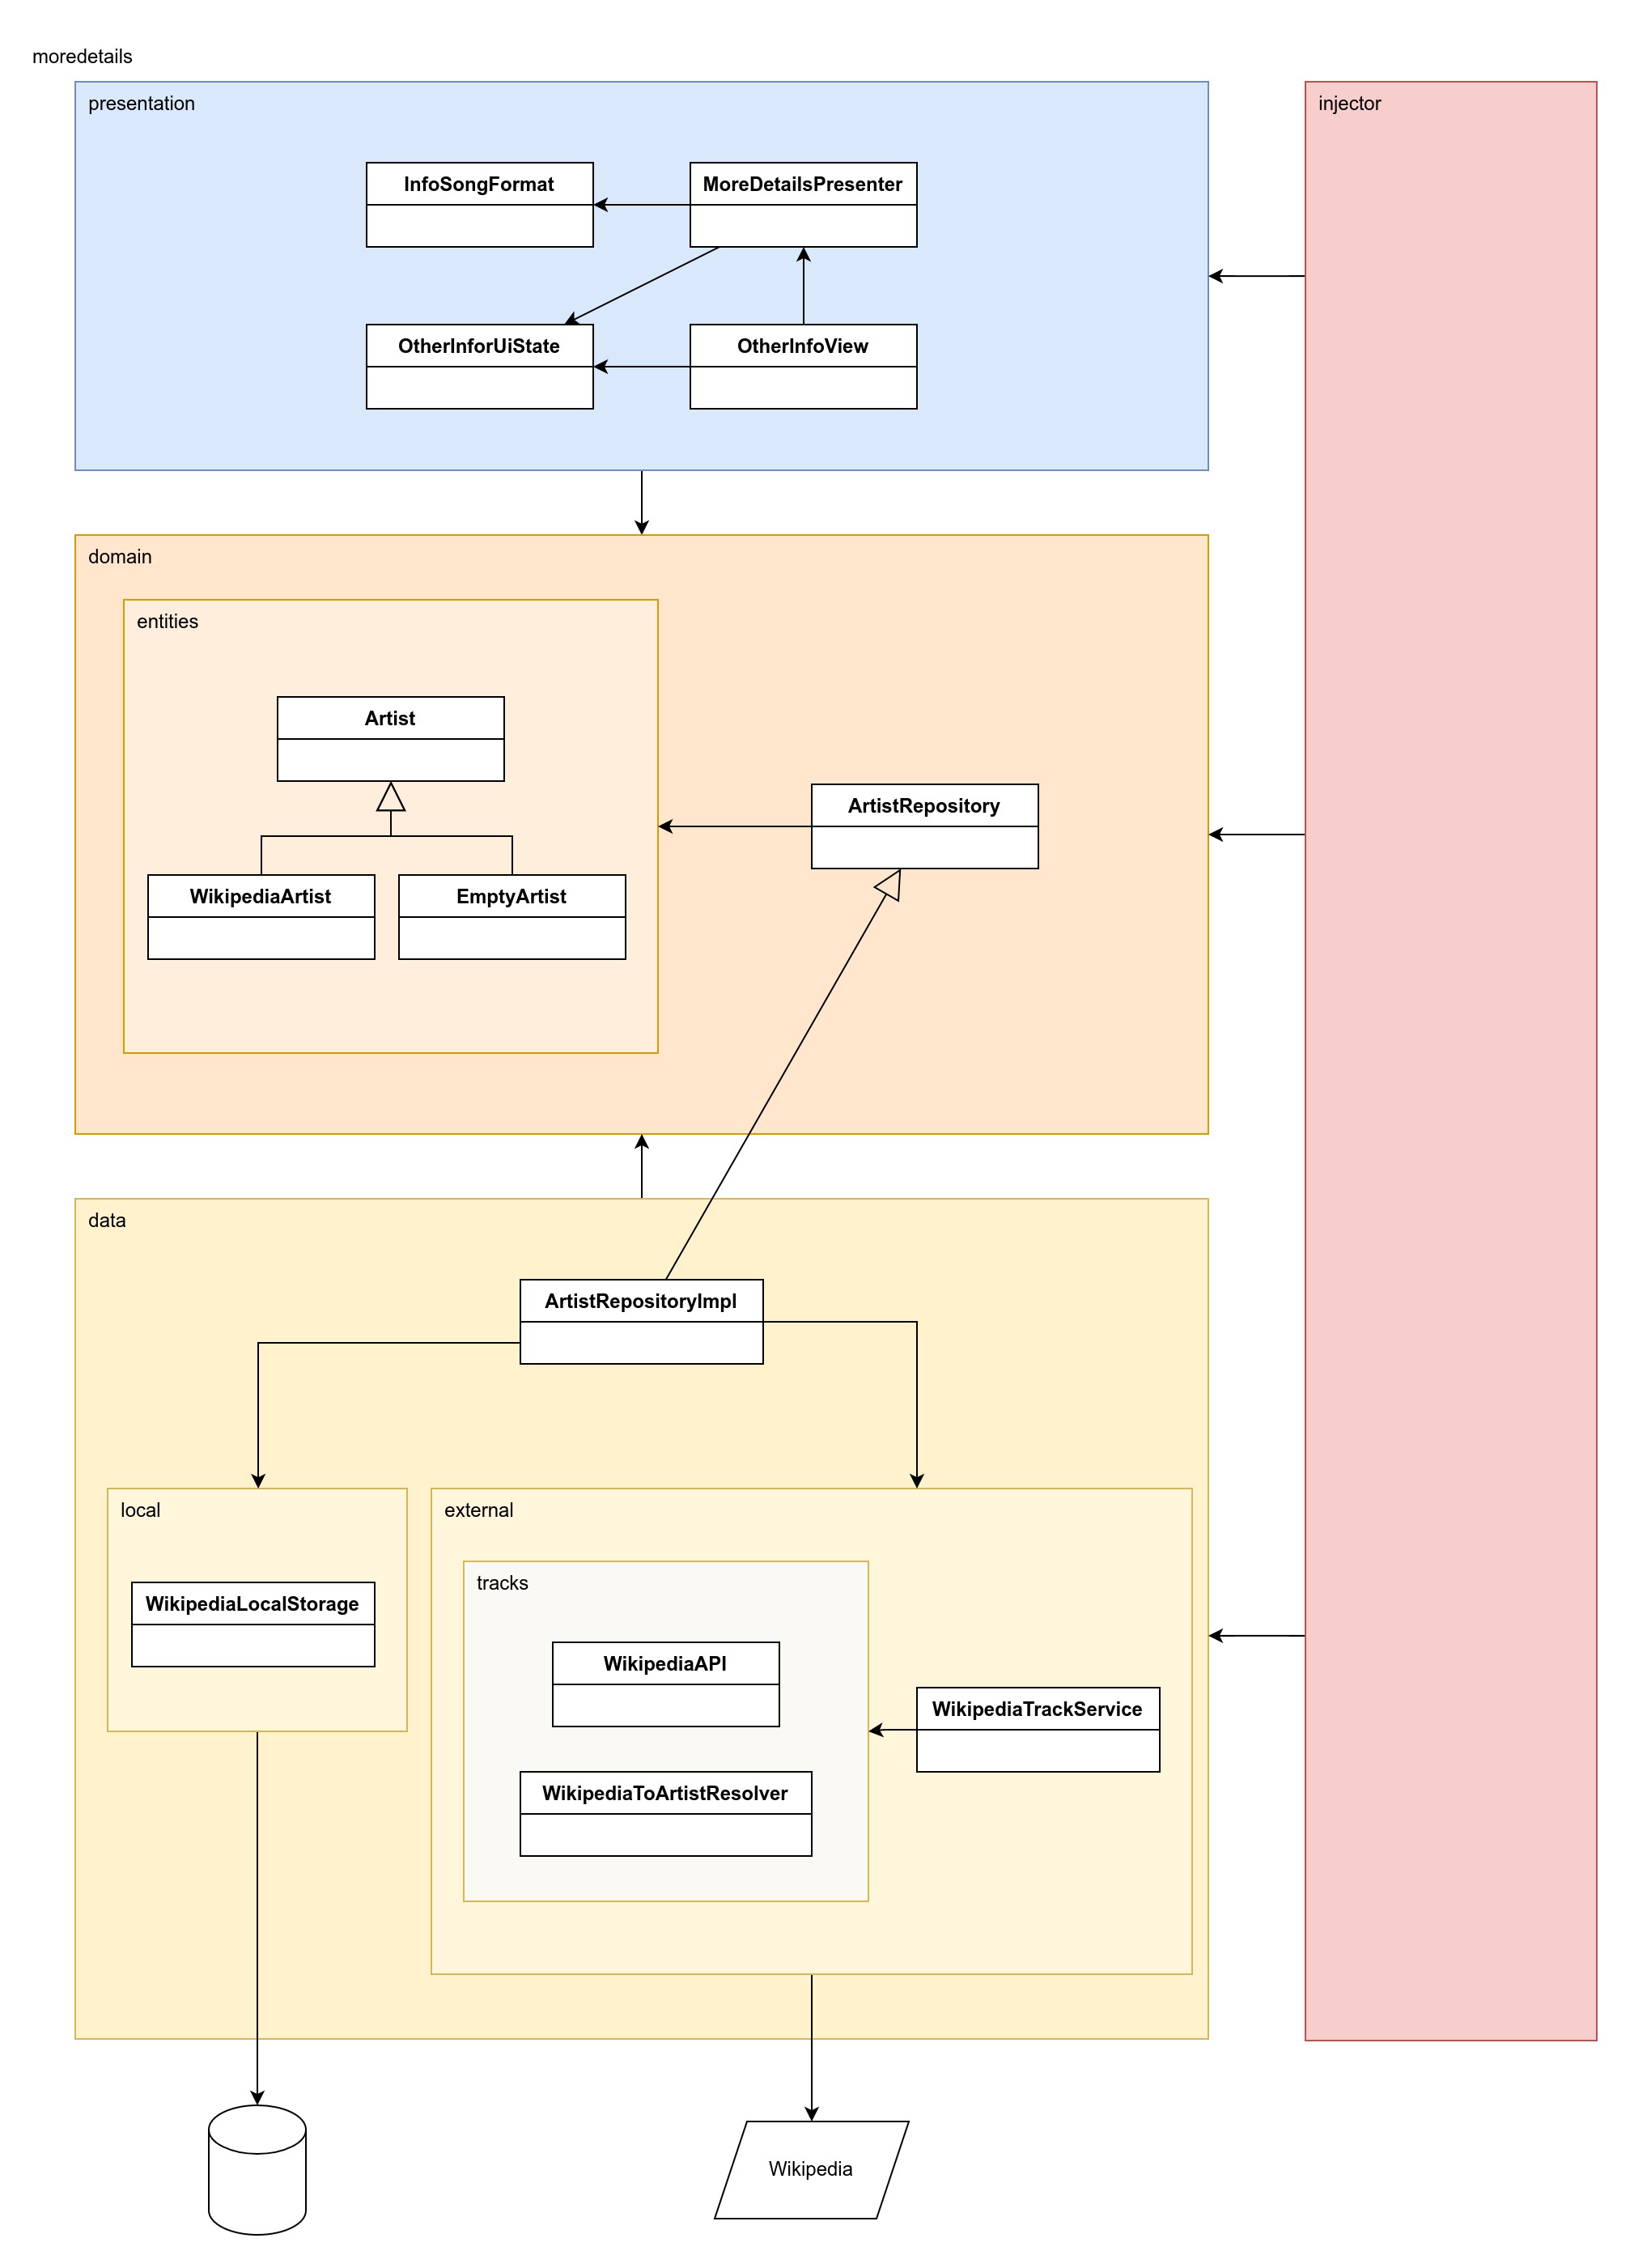 moredetails
presentation
injector
InfoSongFormat
MoreDetailsPresenter
OtherInforUiState
OtherInfoView
domain
entities
Artist
ArtistRepository
WikipediaArtist
EmptyArtist
data
ArtistRepositoryImpl
local
external
tracks
WikipediaLocalStorage
WikipediaAPI
WikipediaTrackService
WikipediaToArtistResolver
Wikipedia